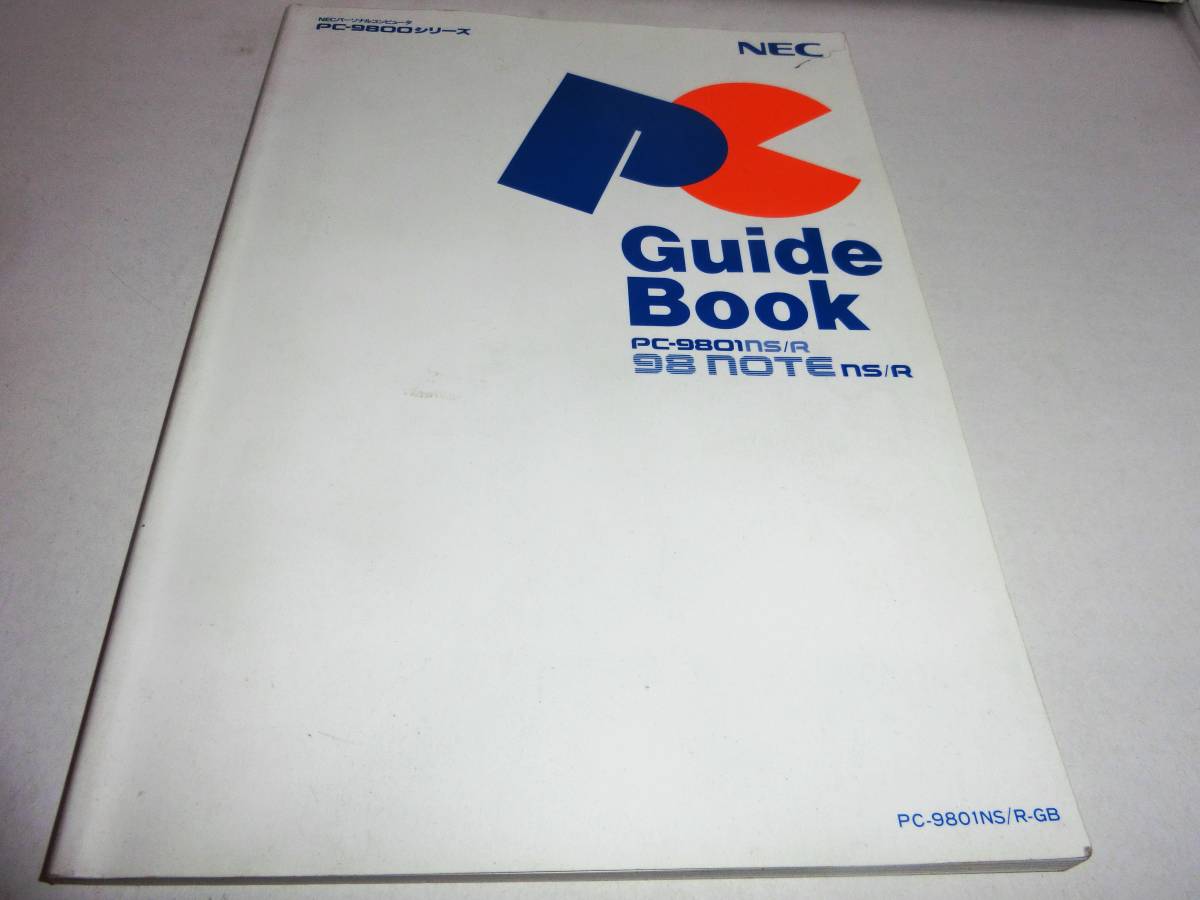 NECパーソナルコンピュータ
PC-9800シリーズ
NEC
PC
Guide
Book
PC-9801NS/R
98 NOTE NS/R
PC-9801NS/R-GB